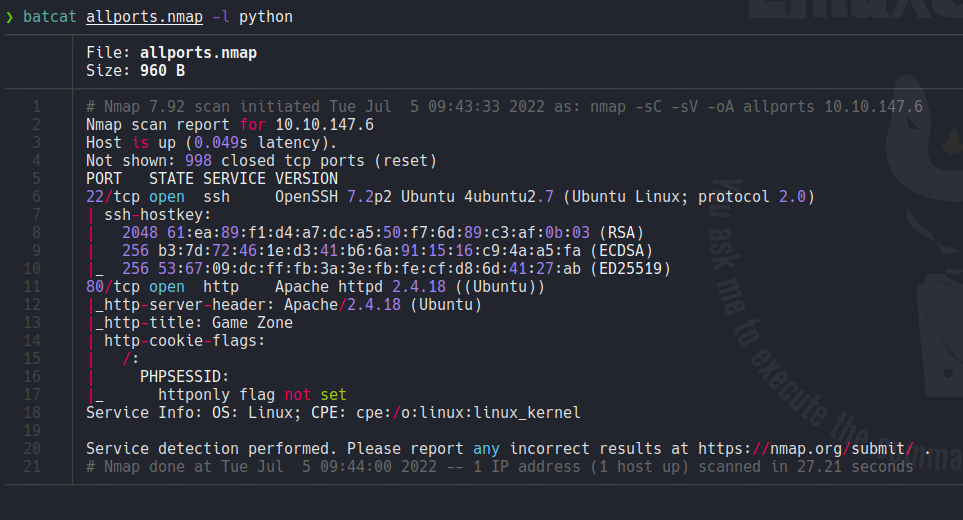 ❯ batcat allports.nmap -l python
File: allports.nmap
Size: 960 B
1 # Nmap 7.92 scan initiated Tue Jul  5 09:43:33 2022 as: nmap -sC -sV -oA allports 10.10.147.6
2 Nmap scan report for 10.10.147.6
3 Host is up (0.049s latency).
4 Not shown: 998 closed tcp ports (reset)
5 PORT   STATE SERVICE VERSION
6 22/tcp open  ssh     OpenSSH 7.2p2 Ubuntu 4ubuntu2.7 (Ubuntu Linux; protocol 2.0)
7 | ssh-hostkey:
8 |   2048 61:ea:89:f1:d4:a7:dc:a5:50:f7:6d:89:c3:af:0b:03 (RSA)
9 |   256 b3:7d:72:46:1e:d3:41:b6:6a:91:15:16:c9:4a:a5:fa (ECDSA)
10 |_  256 53:67:09:dc:ff:fb:3a:3e:fb:fe:cf:d8:6d:41:27:ab (ED25519)
11 80/tcp open  http    Apache httpd 2.4.18 ((Ubuntu))
12 |_http-server-header: Apache/2.4.18 (Ubuntu)
13 |_http-title: Game Zone
14 | http-cookie-flags:
15 |   /:
16 |     PHPSESSID:
17 |_      httponly flag not set
18 Service Info: OS: Linux; CPE: cpe:/o:linux:linux_kernel
19
20 Service detection performed. Please report any incorrect results at https://nmap.org/submit/ .
21 # Nmap done at Tue Jul  5 09:44:00 2022 -- 1 IP address (1 host up) scanned in 27.21 seconds
You ask me to execute the